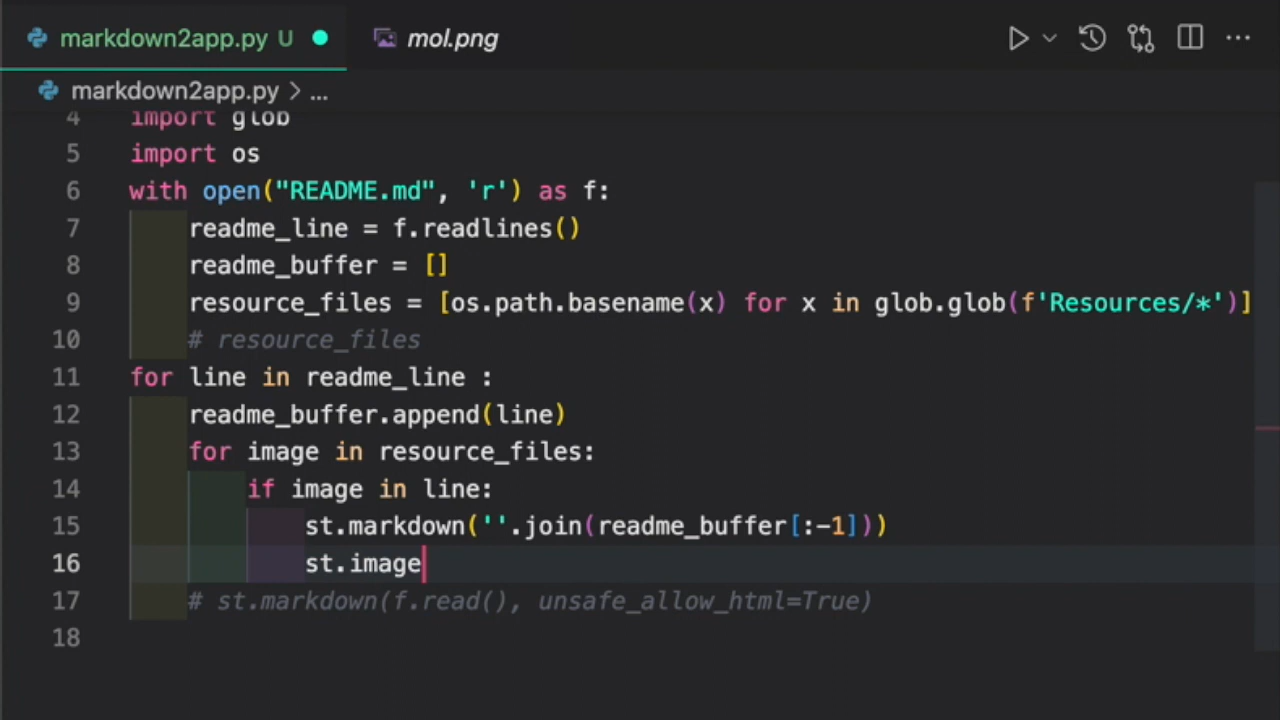 markdown2app.py U mol.png
markdown2app.py > ...
4 import glob
5 import os
6 with open("README.md", 'r') as f:
7 readme_line = f.readlines()
8 readme_buffer = []
9 resource_files = [os.path.basename(x) for x in glob.glob(f'Resources/*')]
10 # resource_files
11 for line in readme_line :
12 readme_buffer.append(line)
13 for image in resource_files:
14 if image in line:
15 st.markdown(''.join(readme_buffer[:-1]))
16 st.image
17 # st.markdown(f.read(), unsafe_allow_html=True)
18